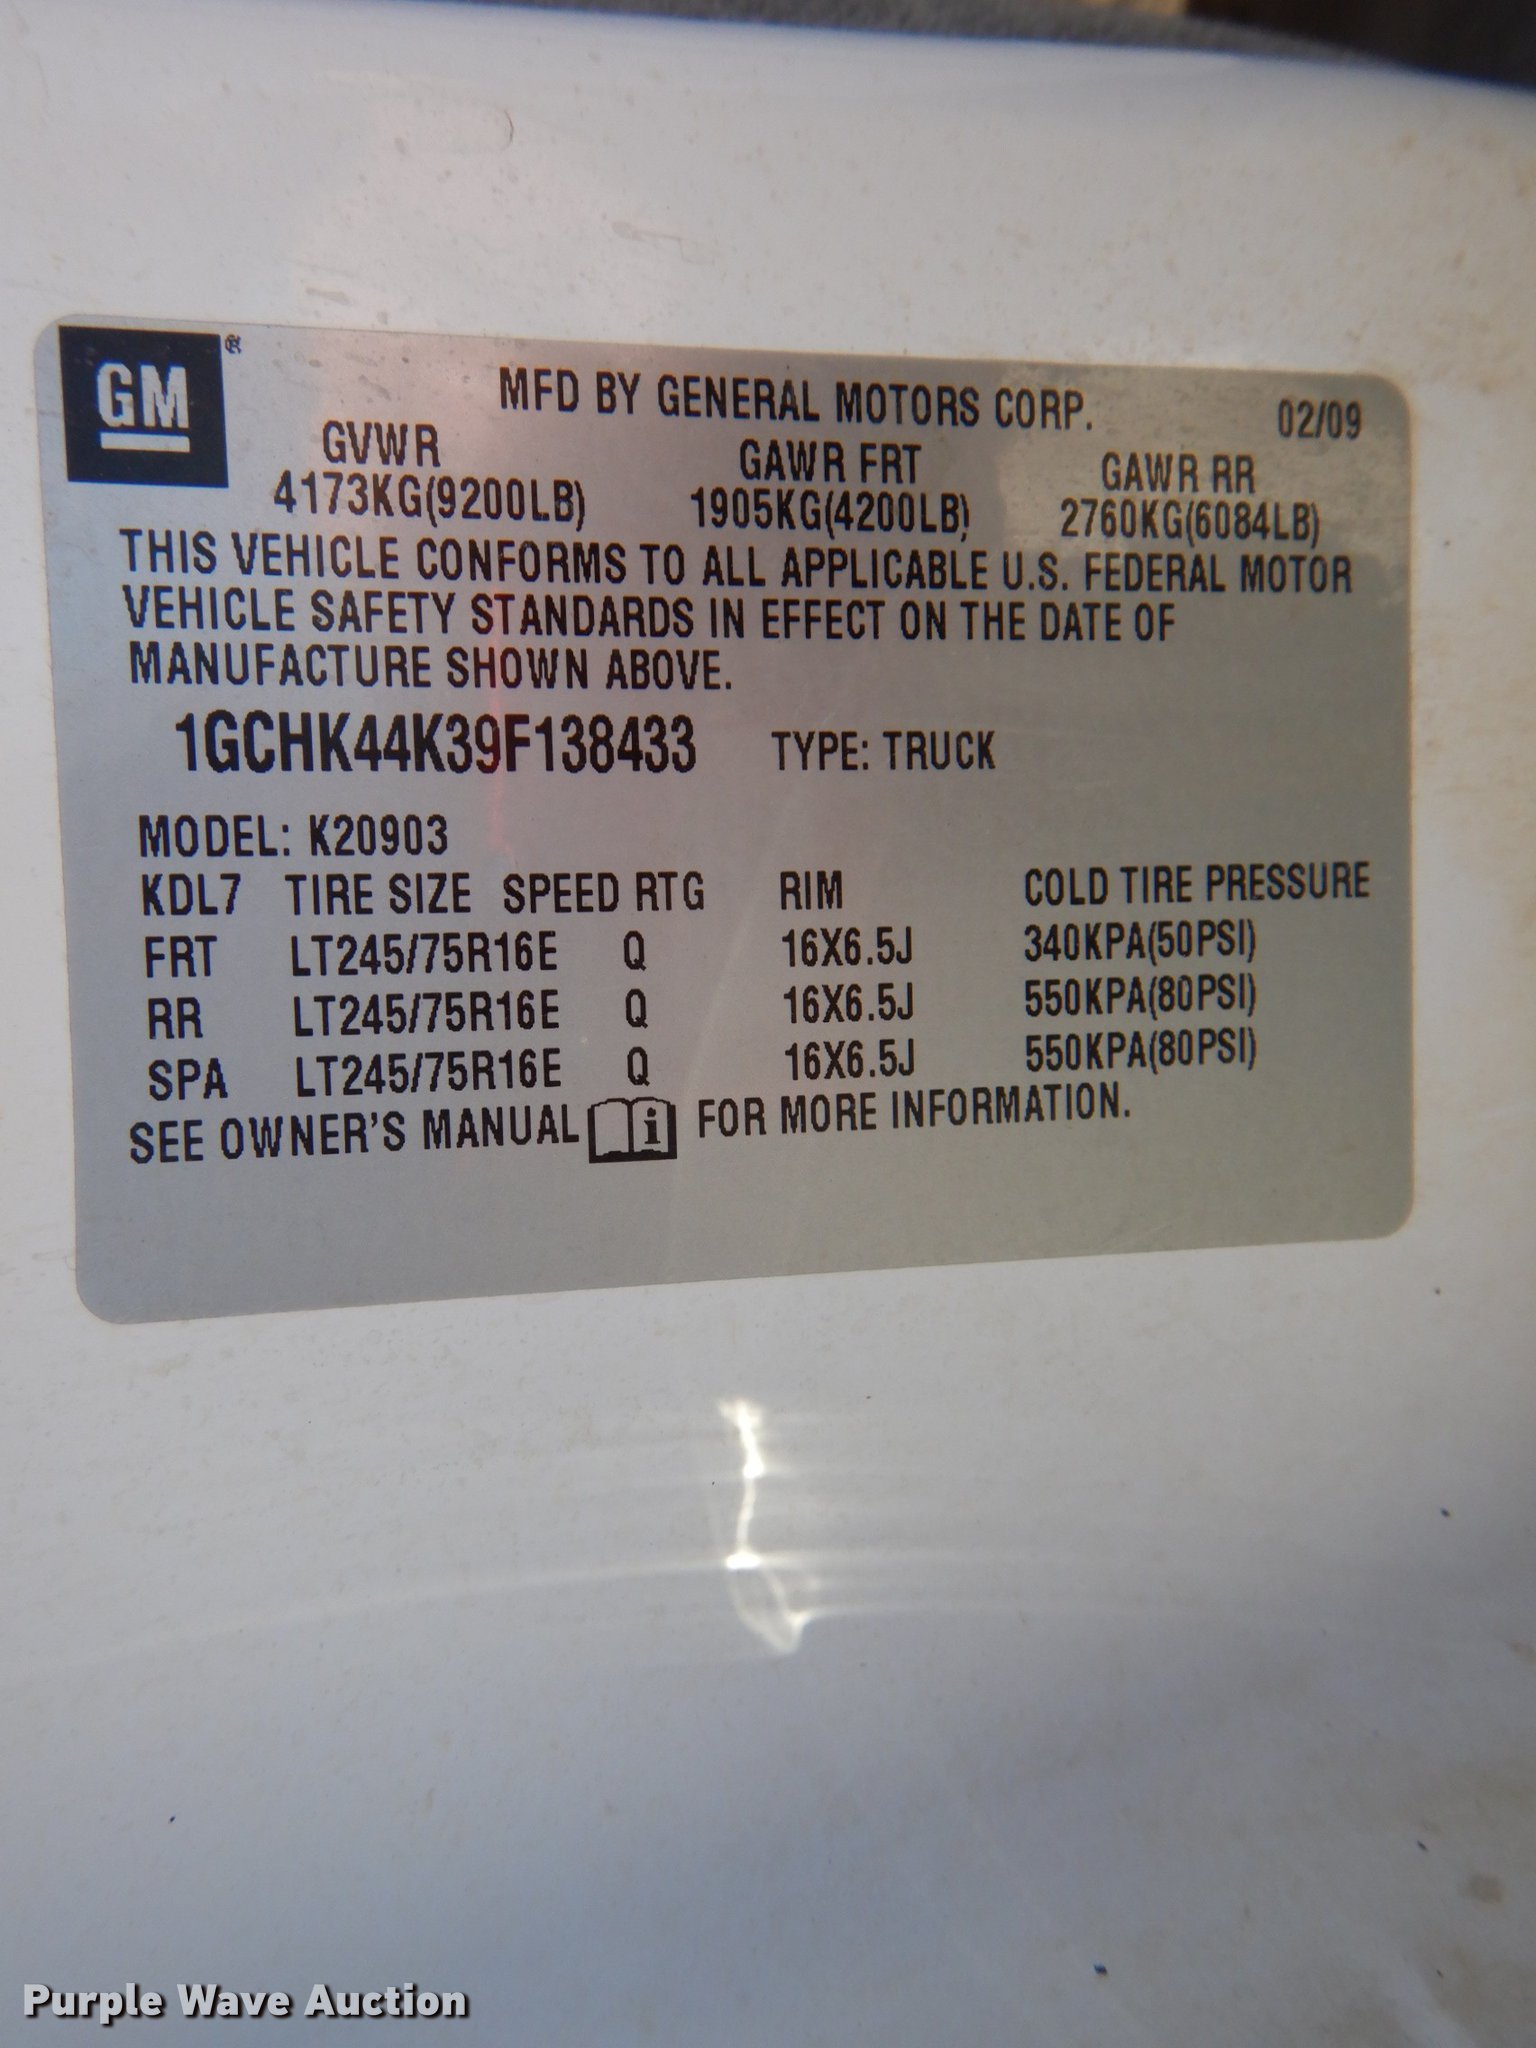 GM®
MFD BY GENERAL MOTORS CORP. 02/09
GVWR GAWR FRT GAWR RR
4173KG(9200LB) 1905KG(4200LB) 2760KG(6084LB)
THIS VEHICLE CONFORMS TO ALL APPLICABLE U.S. FEDERAL MOTOR
VEHICLE SAFETY STANDARDS IN EFFECT ON THE DATE OF
MANUFACTURE SHOWN ABOVE.
1GCHK44K39F138433 TYPE: TRUCK
MODEL: K20903
KDL7 TIRE SIZE SPEED RTG RIM COLD TIRE PRESSURE
FRT LT245/75R16E Q 16X6.5J 340KPA(50PSI)
RR LT245/75R16E Q 16X6.5J 550KPA(80PSI)
SPA LT245/75R16E Q 16X6.5J 550KPA(80PSI)
SEE OWNER'S MANUAL i FOR MORE INFORMATION.
Purple Wave Auction